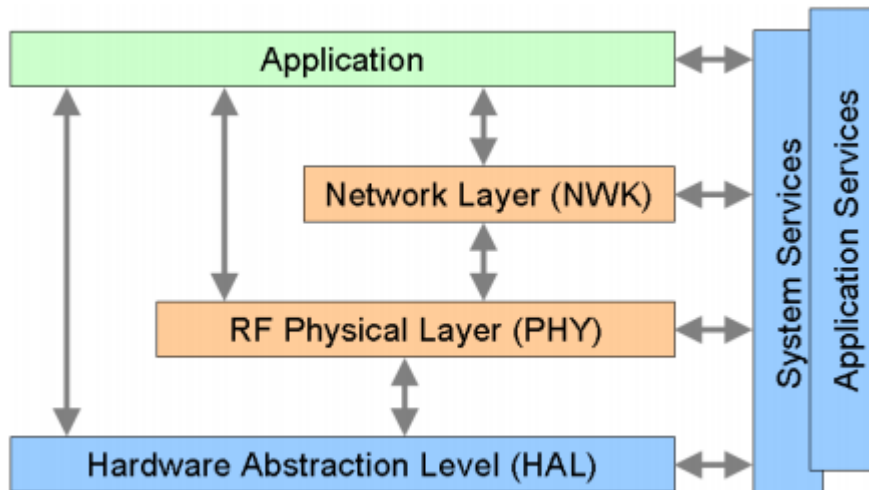 Application
Network Layer (NWK)
RF Physical Layer (PHY)
Hardware Abstraction Level (HAL)
System Services
Application Services